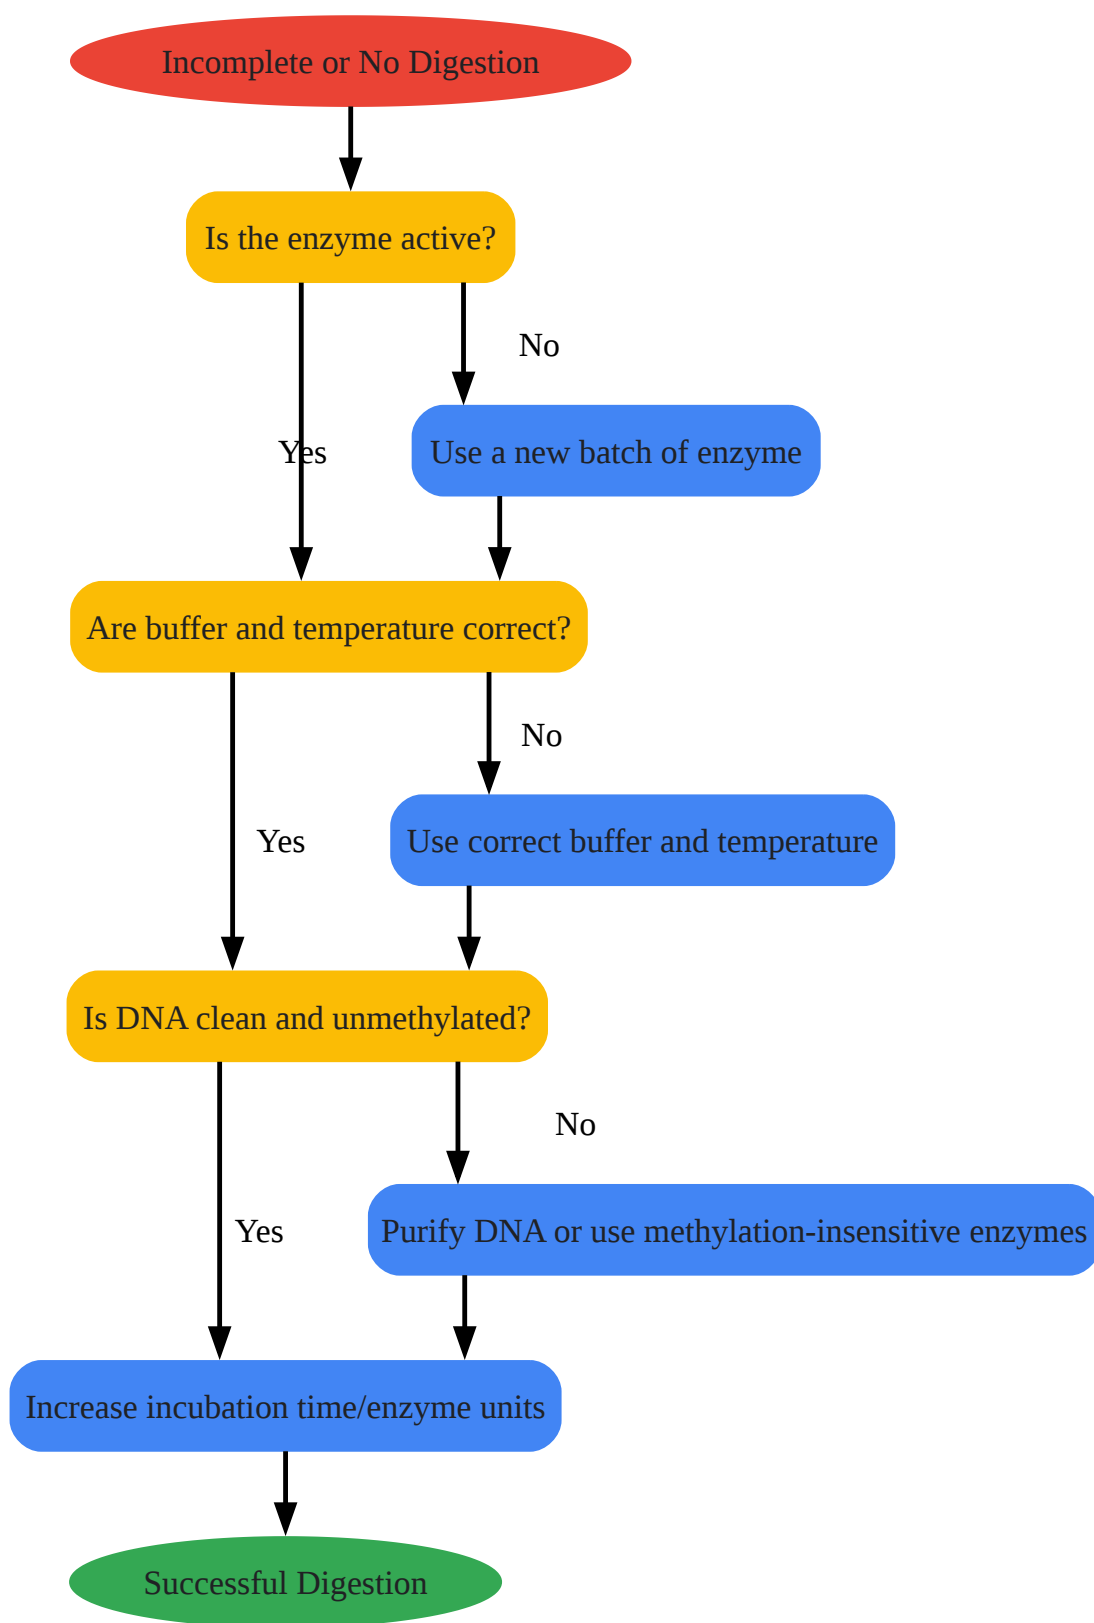 Incomplete or No Digestion
Is the enzyme active?
No
Yes
Use a new batch of enzyme
Are buffer and temperature correct?
No
Yes
Use correct buffer and temperature
Is DNA clean and unmethylated?
No
Yes
Purify DNA or use methylation-insensitive enzymes
Increase incubation time/enzyme units
Successful Digestion